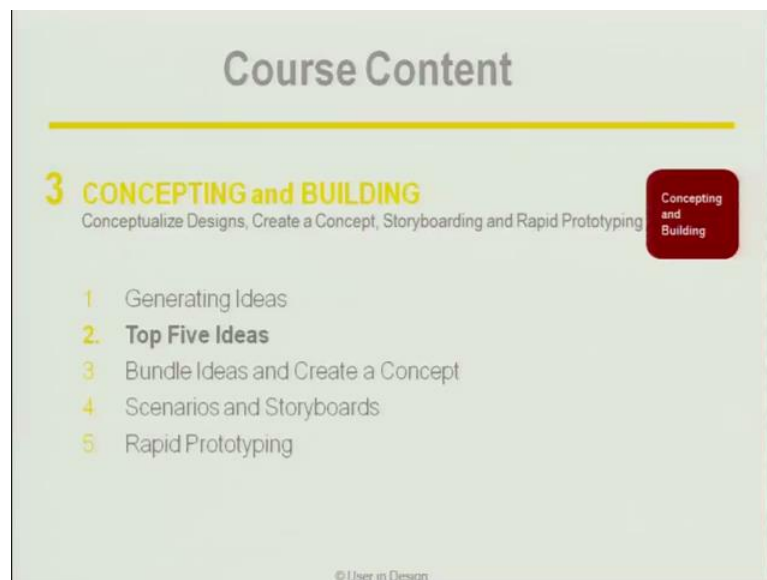 Course Content
3 CONCEPTING and BUILDING
Conceptualize Designs, Create a Concept, Storyboarding and Rapid Prototyping
Concepting
and
Building
1 Generating Ideas
2. Top Five Ideas
3 Bundle Ideas and Create a Concept
4 Scenarios and Storyboards
5 Rapid Prototyping
© User in Design